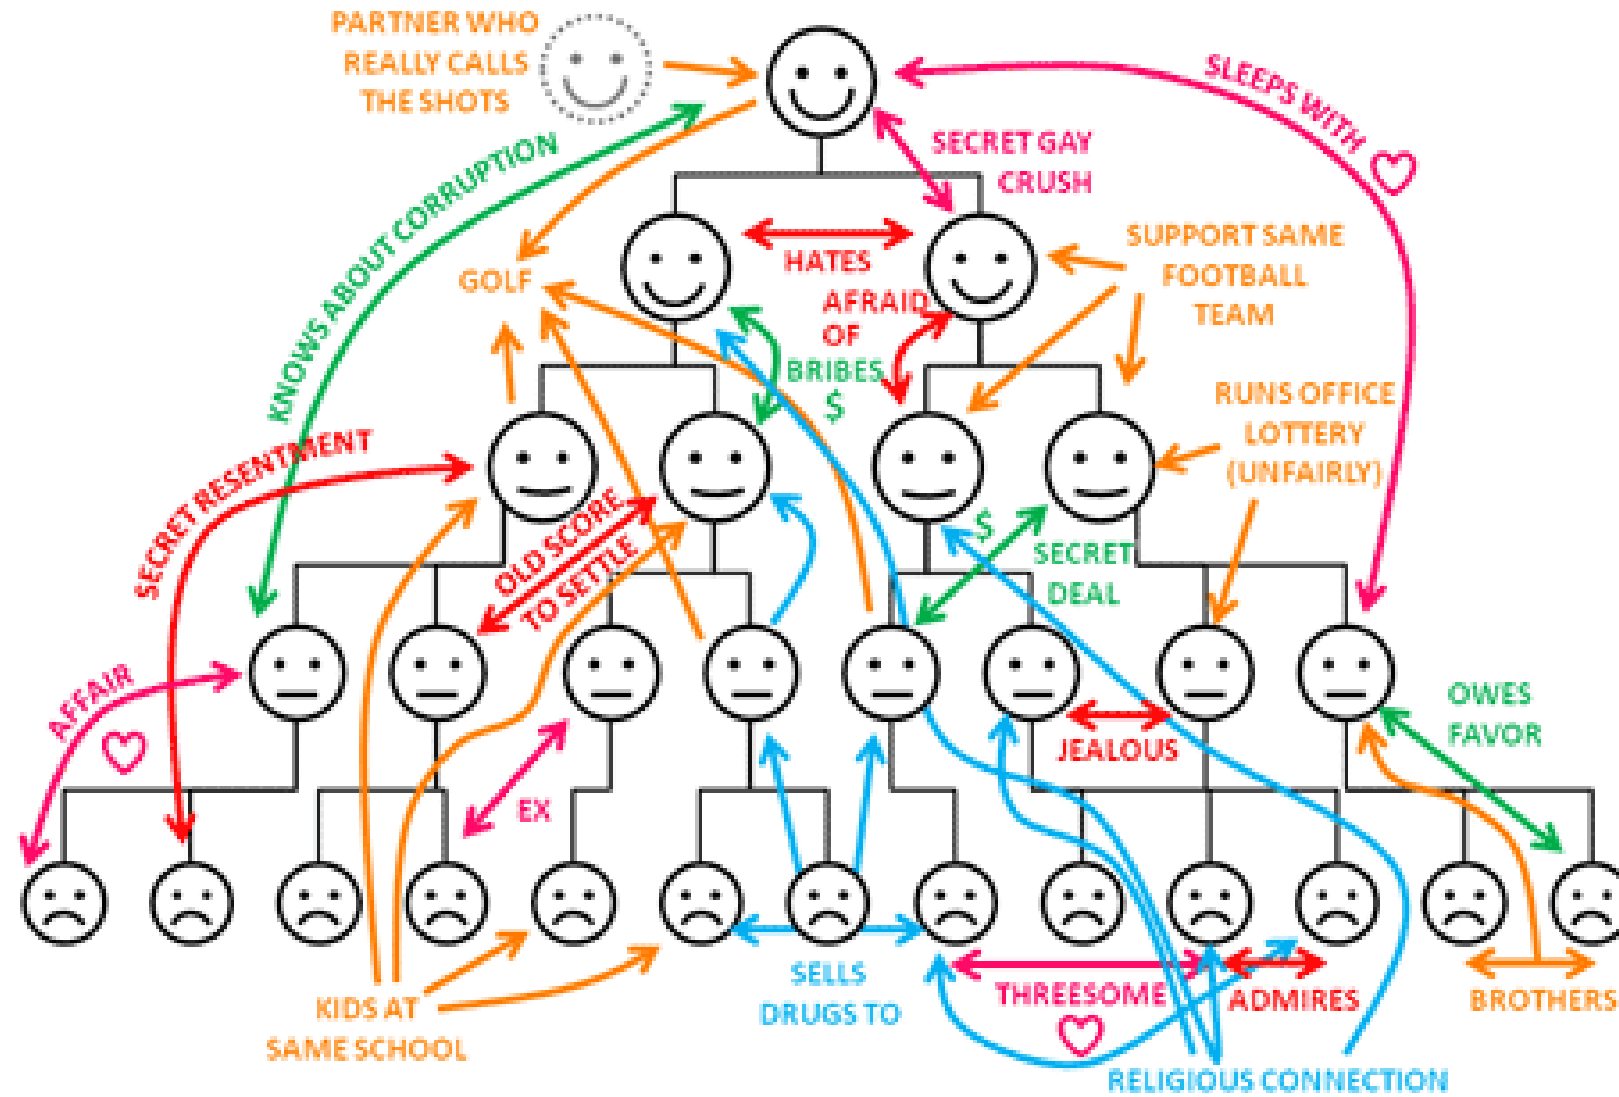 PARTNER WHO
REALLY CALLS
THE SHOTS
SLEEPS WITH
SECRET GAY
CRUSH
KNOWS ABOUT CORRUPTION
HATES
GOLF
SUPPORT SAME
FOOTBALL
TEAM
AFRAID
OF
BRIBES
$
RUNS OFFICE
LOTTERY
(UNFAIRLY)
SECRET RESENTMENT
OLD SCORE
TO SETTLE
$
SECRET
DEAL
AFFAIR
OWES
FAVOR
JEALOUS
EX
SELLS
DRUGS TO
THREESOME
ADMIRES
BROTHERS
KIDS AT
SAME SCHOOL
RELIGIOUS CONNECTION